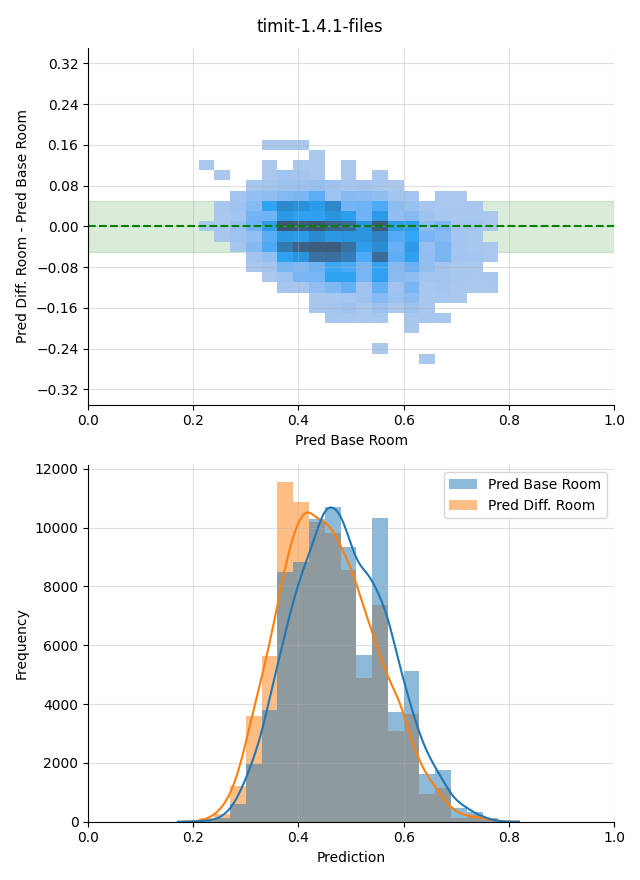 timit-1.4.1-files
0.32
0.24
0.16
0.08
0.00
−0.08
−0.16
−0.24
−0.32
Pred Diff. Room - Pred Base Room
0.0 0.2 0.4 0.6 0.8 1.0
Pred Base Room
12000
10000
8000
6000
4000
2000
0
Frequency
Pred Base Room
Pred Diff. Room
0.0 0.2 0.4 0.6 0.8 1.0
Prediction